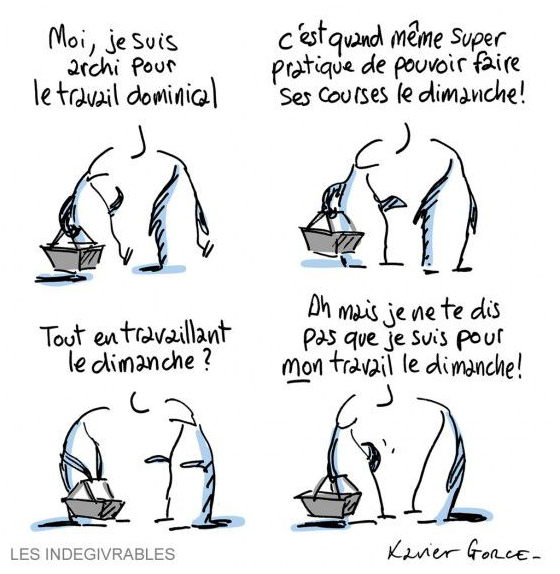 Moi, je suis
archi pour
le travail dominical
c'est quand même super
pratique de pouvoir faire
ses courses le dimanche!
Tout en travaillant
le dimanche ?
Ah mais je ne te dis
pas que je suis pour
mon travail le dimanche!
LES INDEGIVRABLES
Xavier GORCE-